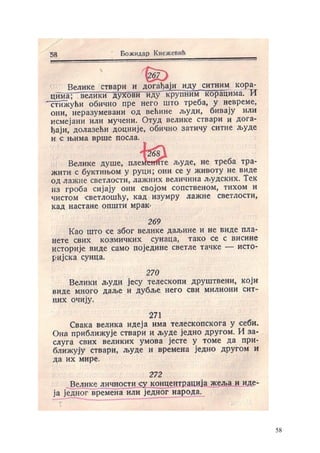 58
Божидар Кнежевић
267
Велике ствари и догађаји иду ситним кора-
цима; велики духови иду крупним корацима. И
стижући обично пре него што треба, у невреме,
они, неразумевани од већине људи, бивају или
исмејани или мучени. Отуд велике ствари и дога-
ђаји, долазећи доцније, обично затичу ситне људе
и с њима врше посла.
268
Велике душе, племените људе, не треба тра-
жити с буктињом у руци; они се у животу не виде
од лажне светлости, лажних величина људских. Тек
из гроба сијају они својом сопственом, тихом и
чистом светлошћу, кад изумру лажне светлости,
кад настане општи мрак.
269
Као што се због велике даљине и не виде пла-
нете свих козмичких сунаца, тако се с висине
историје виде само поједине светле тачке — исто-
ријска сунца.
270
Велики људи јесу телескопи друштвени, који
виде много даље и дубље него сви милиони сит-
них очију.
271
Свака велика идеја има телескопскога у себи.
Она приближује ствари и људе једно другом. И за-
слуга свих великих умова јесте у томе да при-
ближују ствари, људе и времена једно другом и
да их мире.
272
Велике личности су концентрација жеља и иде-
ја једног времена или једног народа.
58